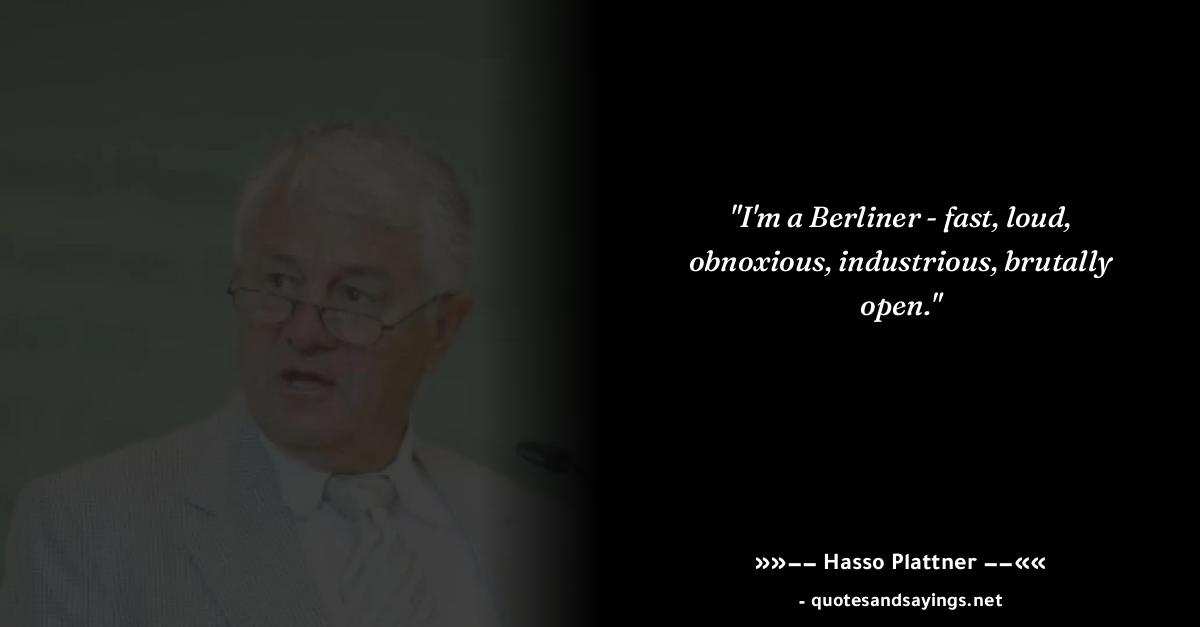 "I'm a Berliner - fast, loud,
obnoxious, industrious, brutally
open."
»»–– Hasso Plattner ––««
- quotesandsayings.net